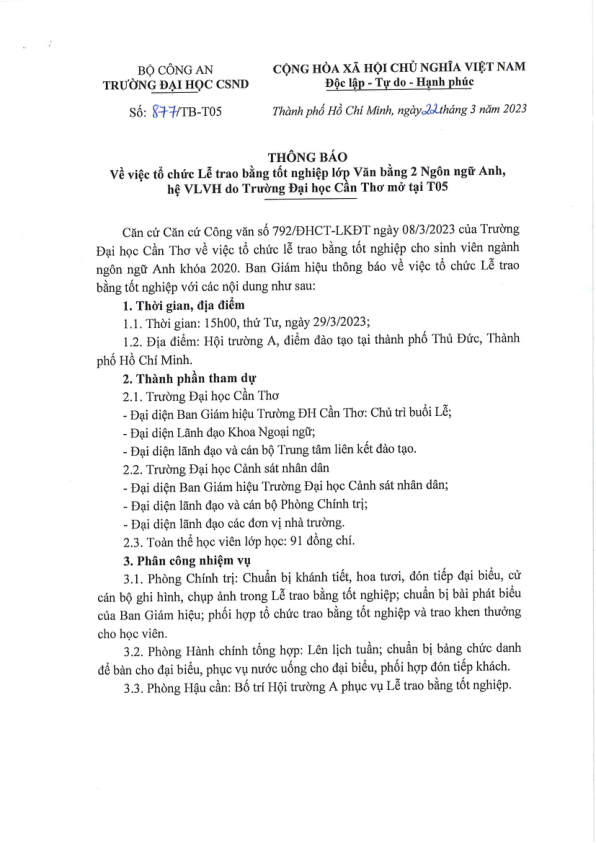 BỘ CÔNG AN
TRƯỜNG ĐẠI HỌC CSND
Số: 877/TB-T05
CỘNG HÒA XÃ HỘI CHỦ NGHĨA VIỆT NAM
Độc lập - Tự do - Hạnh phúc
Thành phố Hồ Chí Minh, ngày 22 tháng 3 năm 2023
THÔNG BÁO
Về việc tổ chức Lễ trao bằng tốt nghiệp lớp Văn bằng 2 Ngôn ngữ Anh,
hệ VLVH do Trường Đại học Cần Thơ mở tại T05
Căn cứ Căn cứ Công văn số 792/ĐHCT-LKĐT ngày 08/3/2023 của Trường
Đại học Cần Thơ về việc tổ chức lễ trao bằng tốt nghiệp cho sinh viên ngành
ngôn ngữ Anh khóa 2020. Ban Giám hiệu thông báo về việc tổ chức Lễ trao
bằng tốt nghiệp với các nội dung như sau:
1. Thời gian, địa điểm
1.1. Thời gian: 15h00, thứ Tư, ngày 29/3/2023;
1.2. Địa điểm: Hội trường A, điểm đào tạo tại thành phố Thủ Đức, Thành
phố Hồ Chí Minh.
2. Thành phần tham dự
2.1. Trường Đại học Cần Thơ
- Đại diện Ban Giám hiệu Trường ĐH Cần Thơ: Chủ trì buổi Lễ;
- Đại diện Lãnh đạo Khoa Ngoại ngữ;
- Đại diện lãnh đạo và cán bộ Trung tâm liên kết đào tạo.
2.2. Trường Đại học Cảnh sát nhân dân
- Đại diện Ban Giám hiệu Trường Đại học Cảnh sát nhân dân;
- Đại diện lãnh đạo và cán bộ Phòng Chính trị;
- Đại diện lãnh đạo các đơn vị nhà trường.
2.3. Toàn thể học viên lớp học: 91 đồng chí.
3. Phân công nhiệm vụ
3.1. Phòng Chính trị: Chuẩn bị khánh tiết, hoa tươi, đón tiếp đại biểu, cử
cán bộ ghi hình, chụp ảnh trong Lễ trao bằng tốt nghiệp; chuẩn bị bài phát biểu
của Ban Giám hiệu; phối hợp tổ chức trao bằng tốt nghiệp và trao khen thưởng
cho học viên.
3.2. Phòng Hành chính tổng hợp: Lên lịch tuần; chuẩn bị bảng chức danh
để bàn cho đại biểu, phục vụ nước uống cho đại biểu, phối hợp đón tiếp khách.
3.3. Phòng Hậu cần: Bố trí Hội trường A phục vụ Lễ trao bằng tốt nghiệp.